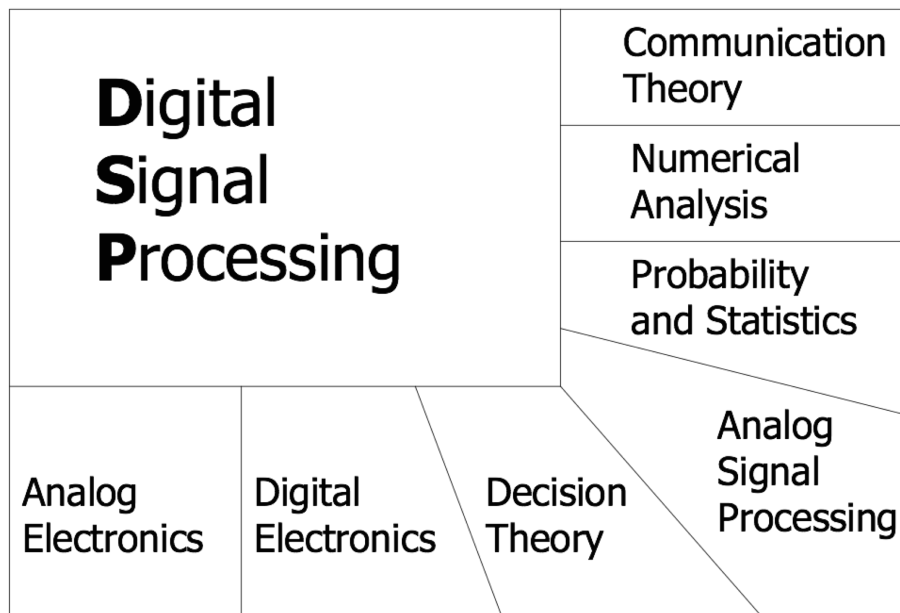 Digital
Signal
Processing
Communication
Theory
Numerical
Analysis
Probability
and Statistics
Analog
Signal
Processing
Decision
Theory
Digital
Electronics
Analog
Electronics